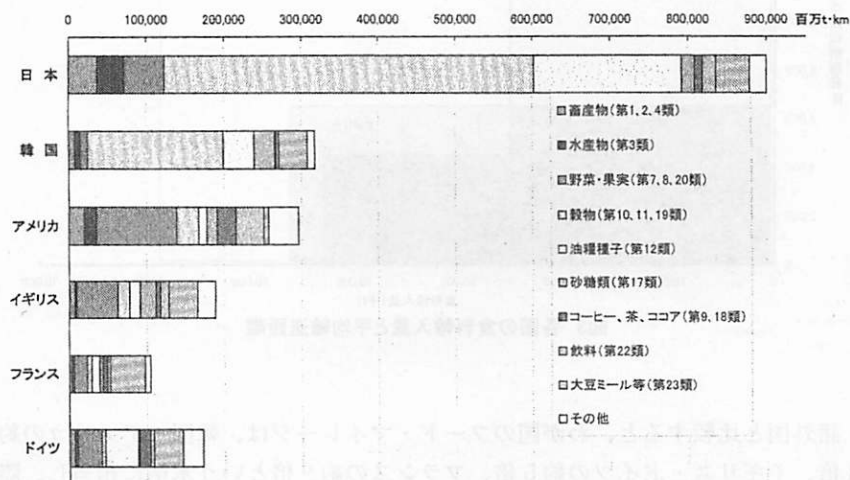 0 100,000 200,000 300,000 400,000 500,000 600,000 700,000 800,000 900,000 百万t・km
日本
□畜産物(第1,2,4類)
□水産物(第3類)
韓国
□野菜・果実(第7,8,20類)
□穀物(第10,11,19類)
アメリカ
□油糧種子(第12類)
□砂糖類(第17類)
イギリス
□コーヒー、茶、ココア(第9,18類)
□飲料(第22類)
フランス
□大豆ミール等(第23類)
□その他
ドイツ